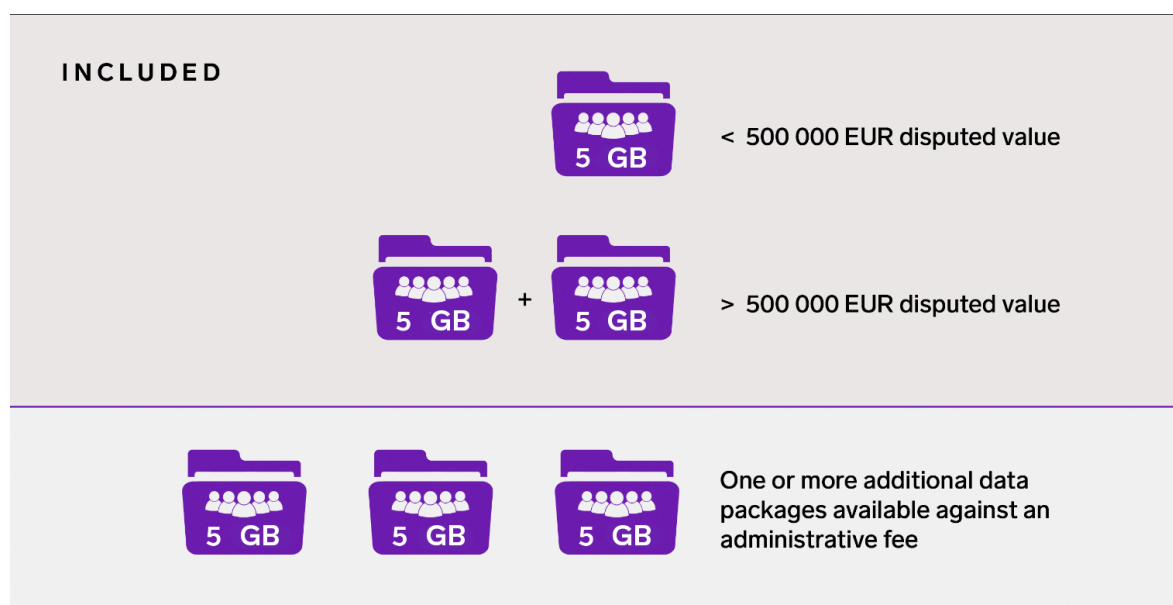 INCLUDED
5 GB
< 500 000 EUR disputed value
5 GB
+
5 GB
> 500 000 EUR disputed value
5 GB
5 GB
5 GB
One or more additional data
packages available against an
administrative fee